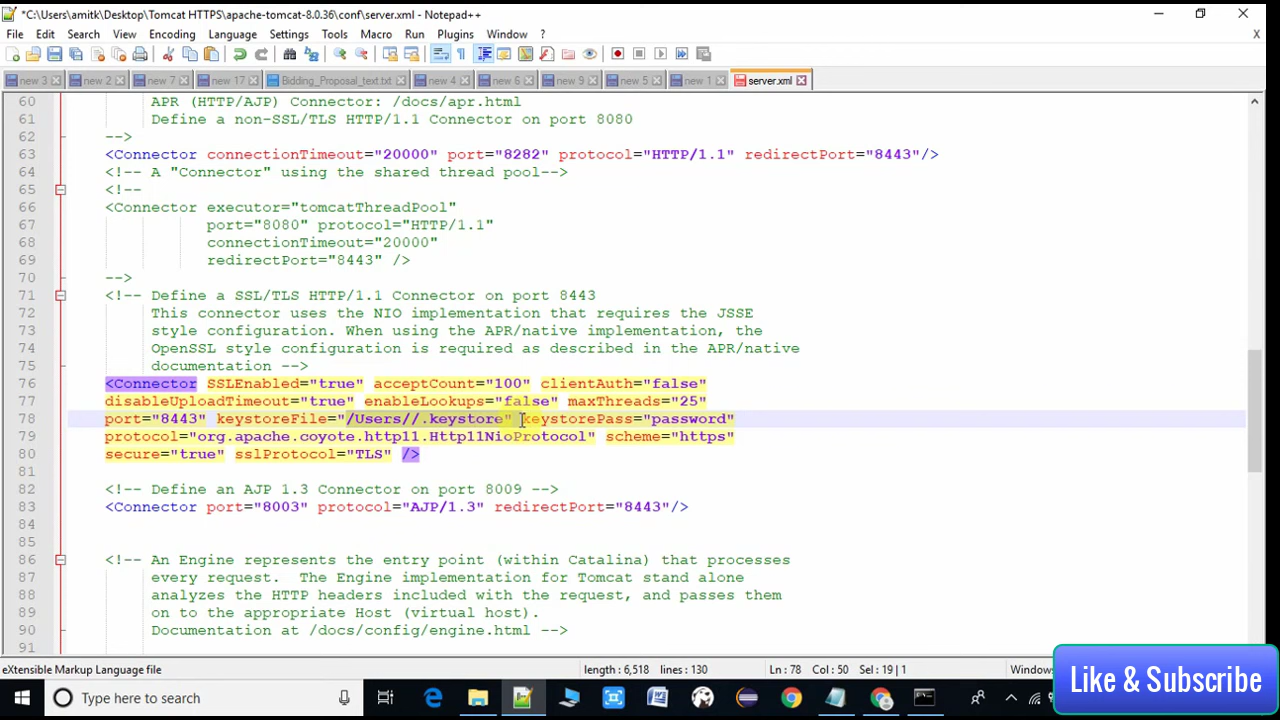 *C:\Users\amitk\Desktop\Tomcat HTTPS\apache-tomcat-8.0.36\conf\server.xml - Notepad++
File Edit Search View Encoding Language Settings Tools Macro Run Plugins Window ? X
new 3 new 2 new 7 new 17 Bidding_Proposal_text.txt new 4 new 6 new 9 new 5 new 1 server.xml
60 APR (HTTP/AJP) Connector: /docs/apr.html
61 Define a non-SSL/TLS HTTP/1.1 Connector on port 8080
62 -->
63 <Connector connectionTimeout="20000" port="8282" protocol="HTTP/1.1" redirectPort="8443"/>
64 <!-- A "Connector" using the shared thread pool-->
65 <!--
66 <Connector executor="tomcatThreadPool"
67 port="8080" protocol="HTTP/1.1"
68 connectionTimeout="20000"
69 redirectPort="8443" />
70 -->
71 <!-- Define a SSL/TLS HTTP/1.1 Connector on port 8443
72 This connector uses the NIO implementation that requires the JSSE
73 style configuration. When using the APR/native implementation, the
74 OpenSSL style configuration is required as described in the APR/native
75 documentation -->
76 <Connector SSLEnabled="true" acceptCount="100" clientAuth="false"
77 disableUploadTimeout="true" enableLookups="false" maxThreads="25"
78 port="8443" keystoreFile="/Users//.keystore" keystorePass="password"
79 protocol="org.apache.coyote.http11.Http11NioProtocol" scheme="https"
80 secure="true" sslProtocol="TLS" />
81
82 <!-- Define an AJP 1.3 Connector on port 8009 -->
83 <Connector port="8003" protocol="AJP/1.3" redirectPort="8443"/>
84
85
86 <!-- An Engine represents the entry point (within Catalina) that processes
87 every request. The Engine implementation for Tomcat stand alone
88 analyzes the HTTP headers included with the request, and passes them
89 on to the appropriate Host (virtual host).
90 Documentation at /docs/config/engine.html -->
91
eXtensible Markup Language file length : 6,518 lines : 130 Ln : 78 Col : 50 Sel : 19 | 1 Windows
Like & Subscribe
Type here to search